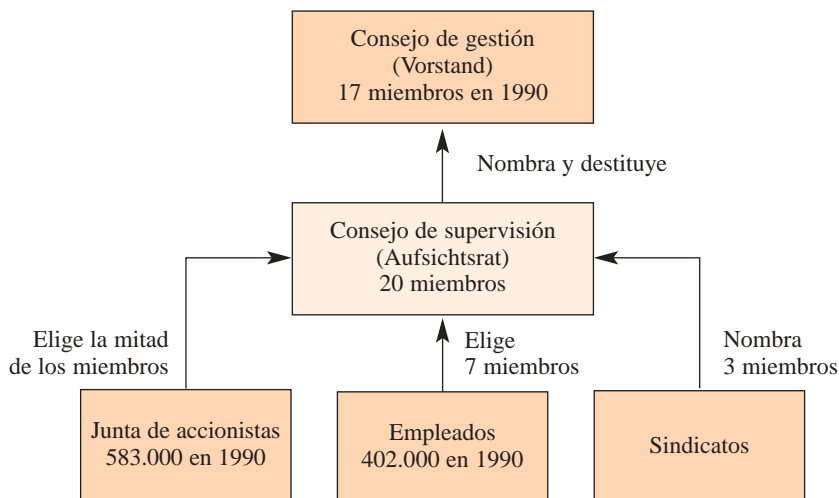 Consejo de gestión
(Vorstand)
17 miembros en 1990
Nombra y destituye
Consejo de supervisión
(Aufsichtsrat)
20 miembros
Elige la mitad
de los miembros
Elige
7 miembros
Nombra
3 miembros
Junta de accionistas
583.000 en 1990
Empleados
402.000 en 1990
Sindicatos